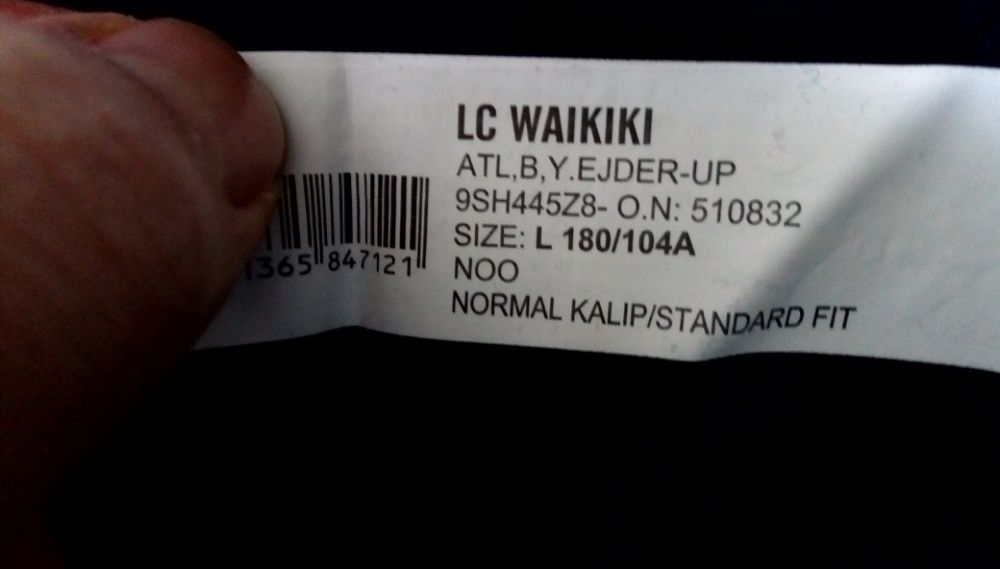 LC WAIKIKI
ATL,B,Y.EJDER-UP
9SH445Z8- O.N: 510832
SIZE: L 180/104A
NOO
NORMAL KALIP/STANDARD FIT
1365 847121